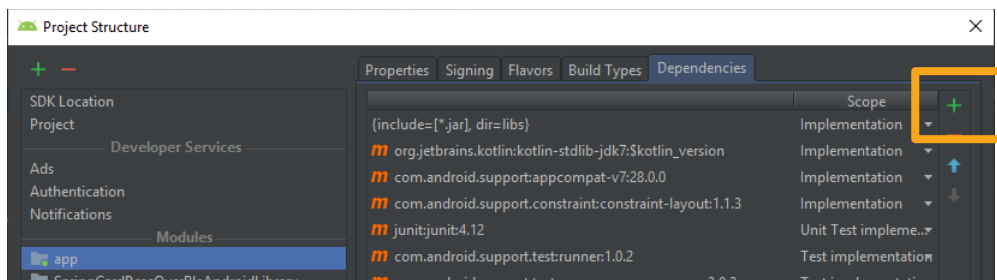 Project Structure
Properties Signing Flavors Build Types Dependencies
SDK Location
Project
Developer Services
Ads
Authentication
Notifications
Modules
app
Scope
{include=[*.jar], dir=libs} Implementation
m org.jetbrains.kotlin:kotlin-stdlib-jdk7:$kotlin_version Implementation
m com.android.support:appcompat-v7:28.0.0 Implementation
m com.android.support.constraint:constraint-layout:1.1.3 Implementation
m junit:junit:4.12 Unit Test impleme...
m com.android.support.test:runner:1.0.2 Test implementation